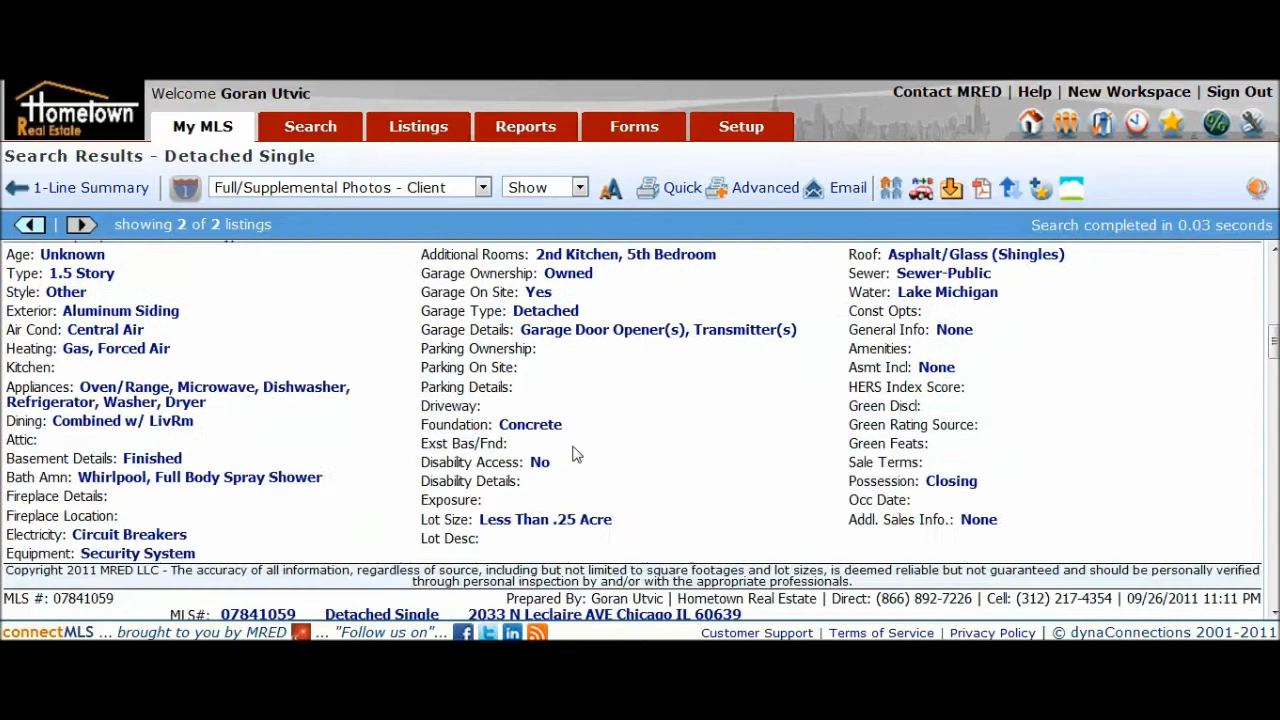 Hometown
Real Estate
Welcome Goran Utvic
Contact MRED | Help | New Workspace | Sign Out
My MLS Search Listings Reports Forms Setup
Search Results - Detached Single
1-Line Summary Full/Supplemental Photos - Client Show Quick Advanced Email
showing 2 of 2 listings Search completed in 0.03 seconds
Age: Unknown
Type: 1.5 Story
Style: Other
Exterior: Aluminum Siding
Air Cond: Central Air
Heating: Gas, Forced Air
Kitchen:
Appliances: Oven/Range, Microwave, Dishwasher,
Refrigerator, Washer, Dryer
Dining: Combined w/ LivRm
Attic:
Basement Details: Finished
Bath Amn: Whirlpool, Full Body Spray Shower
Fireplace Details:
Fireplace Location:
Electricity: Circuit Breakers
Equipment: Security System
Additional Rooms: 2nd Kitchen, 5th Bedroom
Garage Ownership: Owned
Garage On Site: Yes
Garage Type: Detached
Garage Details: Garage Door Opener(s), Transmitter(s)
Parking Ownership:
Parking On Site:
Parking Details:
Driveway:
Foundation: Concrete
Exst Bas/Fnd:
Disability Access: No
Disability Details:
Exposure:
Lot Size: Less Than .25 Acre
Lot Desc:
Roof: Asphalt/Glass (Shingles)
Sewer: Sewer-Public
Water: Lake Michigan
Const Opts:
General Info: None
Amenities:
Asmt Incl: None
HERS Index Score:
Green Discl:
Green Rating Source:
Green Feats:
Sale Terms:
Possession: Closing
Occ Date:
Addl. Sales Info.: None
Copyright 2011 MRED LLC - The accuracy of all information, regardless of source, including but not limited to square footages and lot sizes, is deemed reliable but not guaranteed and should be personally verified
through personal inspection by and/or with the appropriate professionals.
MLS #: 07841059 Prepared By: Goran Utvic | Hometown Real Estate | Direct: (866) 892-7226 | Cell: (312) 217-4354 | 09/26/2011 11:11 PM
MLS#: 07841059 Detached Single 2033 N Leclaire AVE Chicago IL 60639
connectMLS ... brought to you by MRED ... "Follow us on"... Customer Support | Terms of Service | Privacy Policy | © dynaConnections 2001-2011